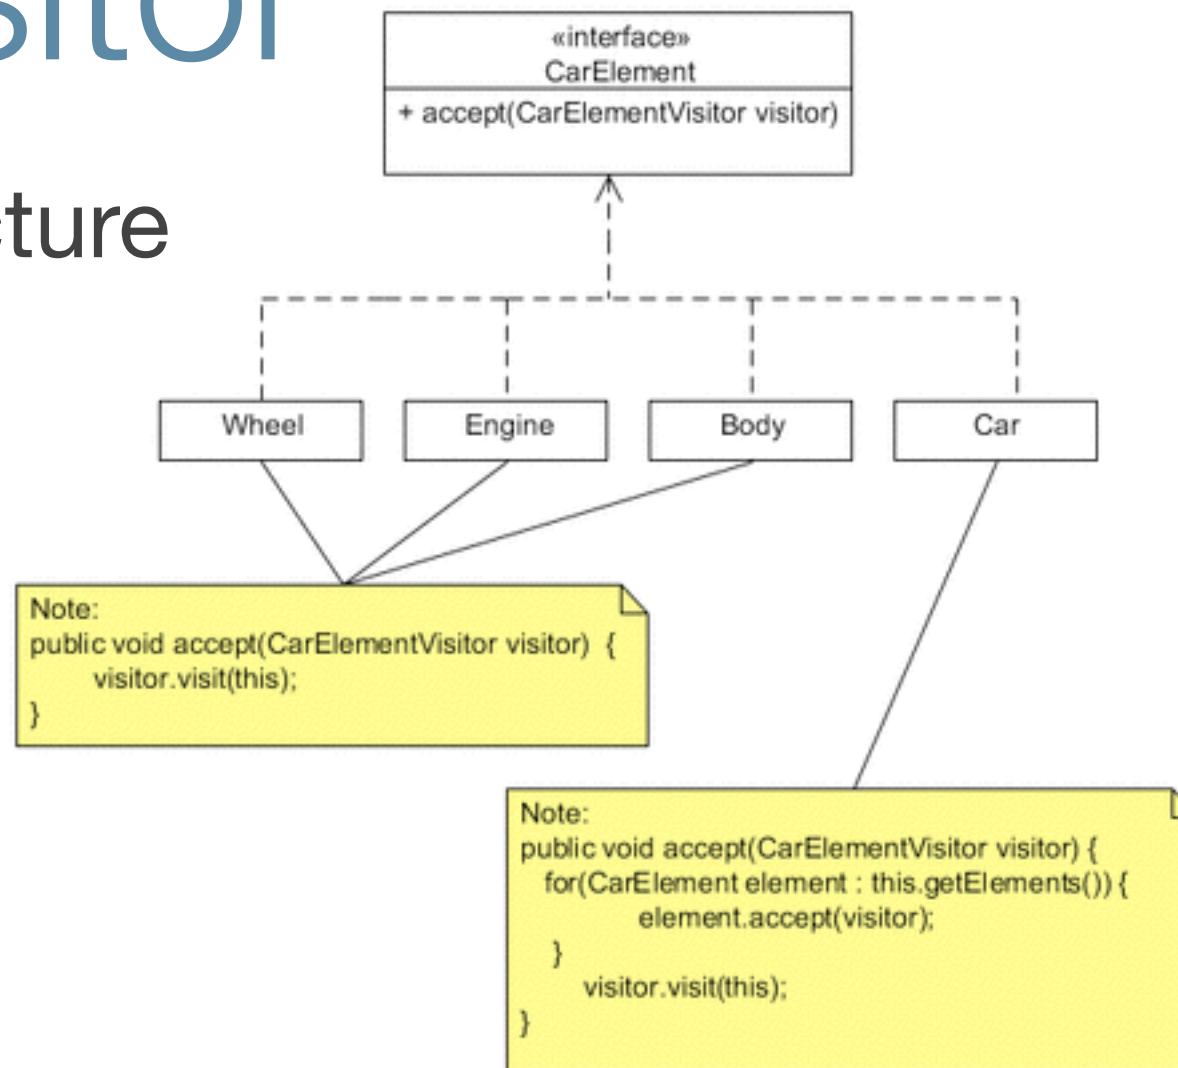 sitor
cture
«interface»
CarElement
+ accept(CarElementVisitor visitor)
Wheel
Engine
Body
Car
Note:
public void accept(CarElementVisitor visitor) {
visitor.visit(this);
}
Note:
public void accept(CarElementVisitor visitor) {
for(CarElement element : this.getElements()) {
element.accept(visitor);
}
visitor.visit(this);
}